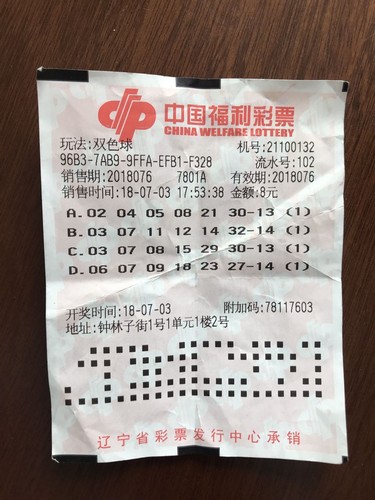 中国福利彩票
CHINA WELFARE LOTTERY
玩法:双色球 机号:21100132
96B3-7AB9-9FFA-EFB1-F328 流水号:102
销售期:2018076 7801A 有效期:2018076
销售时间:18-07-03 17:53:38 金额:8元
A.02 04 05 08 21 30-13 (1)
B.03 07 11 12 14 32-14 (1)
C.03 07 08 15 29 30-13 (1)
D.06 07 09 18 23 27-14 (1)
开奖时间:18-07-03 附加码:78117603
地址:钟林子街1号1单元1楼2号
辽宁省彩票发行中心承销